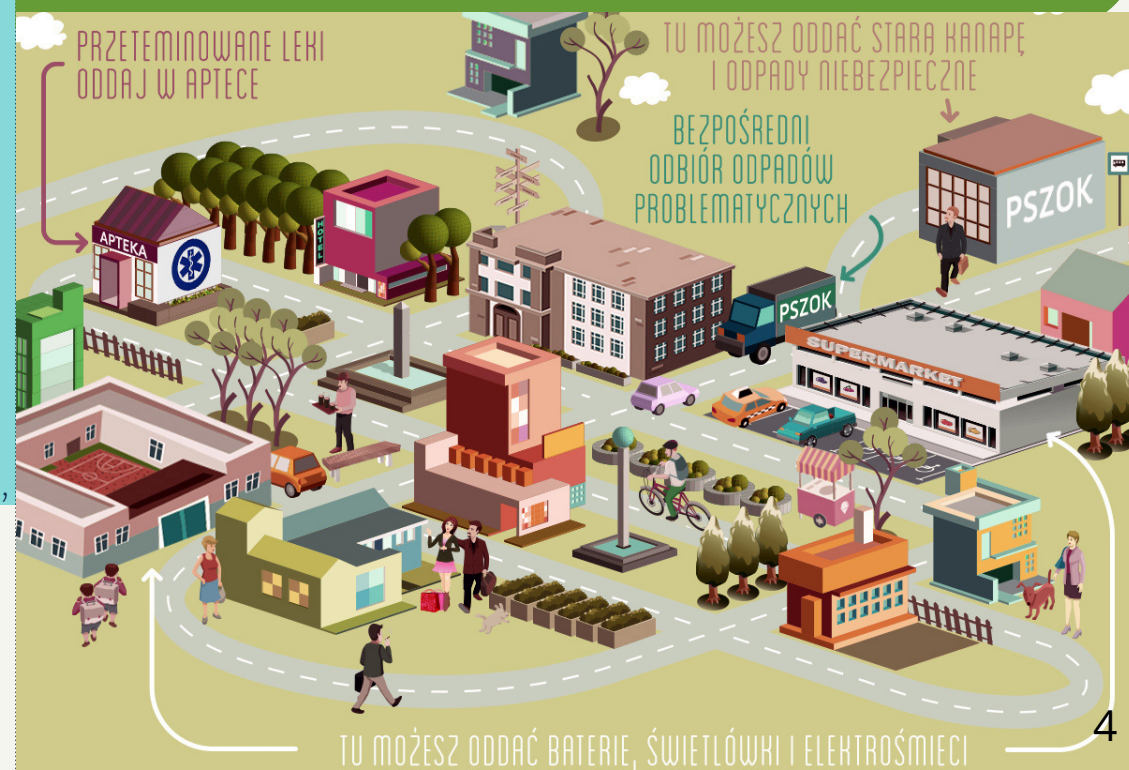 PRZETEMINOWANE LEKI
ODDAJ W APTECE
TU MOŻESZ ODDAĆ STARĄ KANAPĘ
I ODPADY NIEBEZPIECZNE
BEZPOŚREDNI
ODBIÓR ODPADÓW
PROBLEMATYCZNYCH
PSZOK
APTEKA
HOTEL
PSZOK
SUPERMARKET
,
4
TU MOŻESZ ODDAĆ BATERIE, ŚWIETLÓWKI I ELEKTROŚMIECI